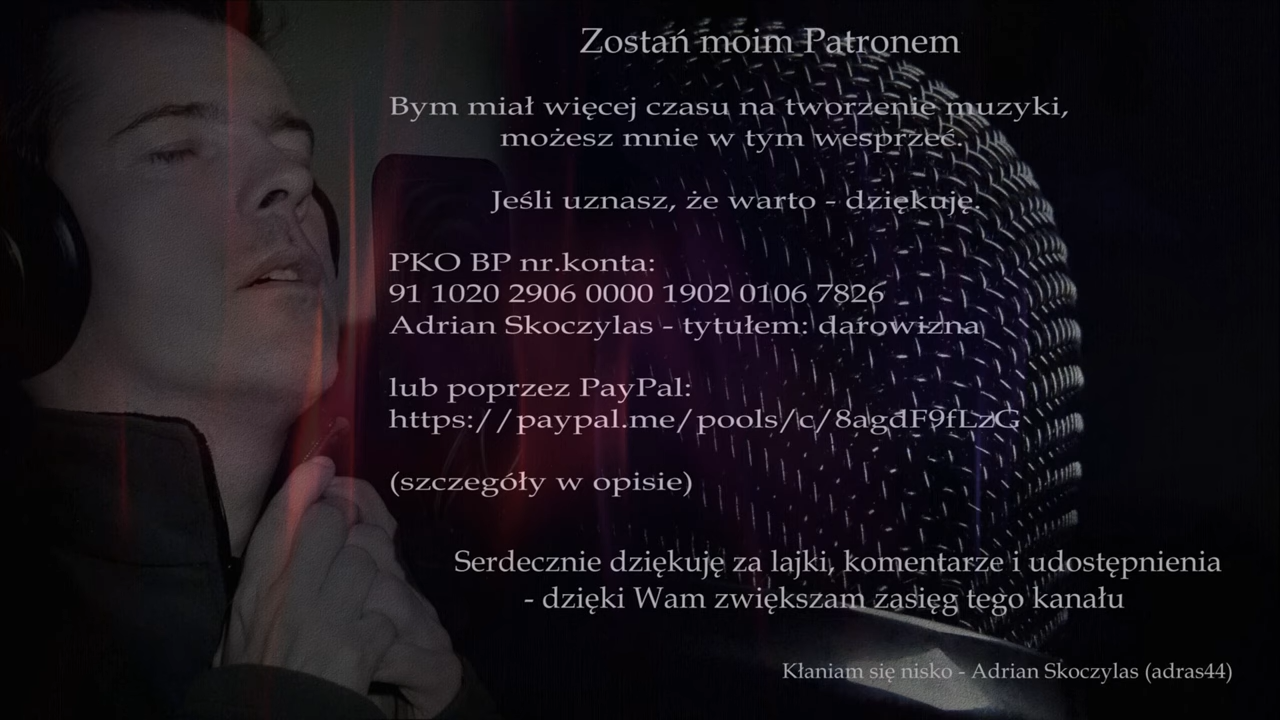 Zostań moim Patronem
Bym miał więcej czasu na tworzenie muzyki,
możesz mnie w tym wesprzeć.
Jeśli uznasz, że warto - dziękuję.
PKO BP nr.konta:
91 1020 2906 0000 1902 0106 7826
Adrian Skoczylas - tytułem: darowizna
lub poprzez PayPal:
https://paypal.me/pools/c/8agdF9fLzG
(szczegóły w opisie)
Serdecznie dziękuję za lajki, komentarze i udostępnienia
- dzięki Wam zwiększam zasięg tego kanału
Kłaniam się nisko - Adrian Skoczylas (adras44)